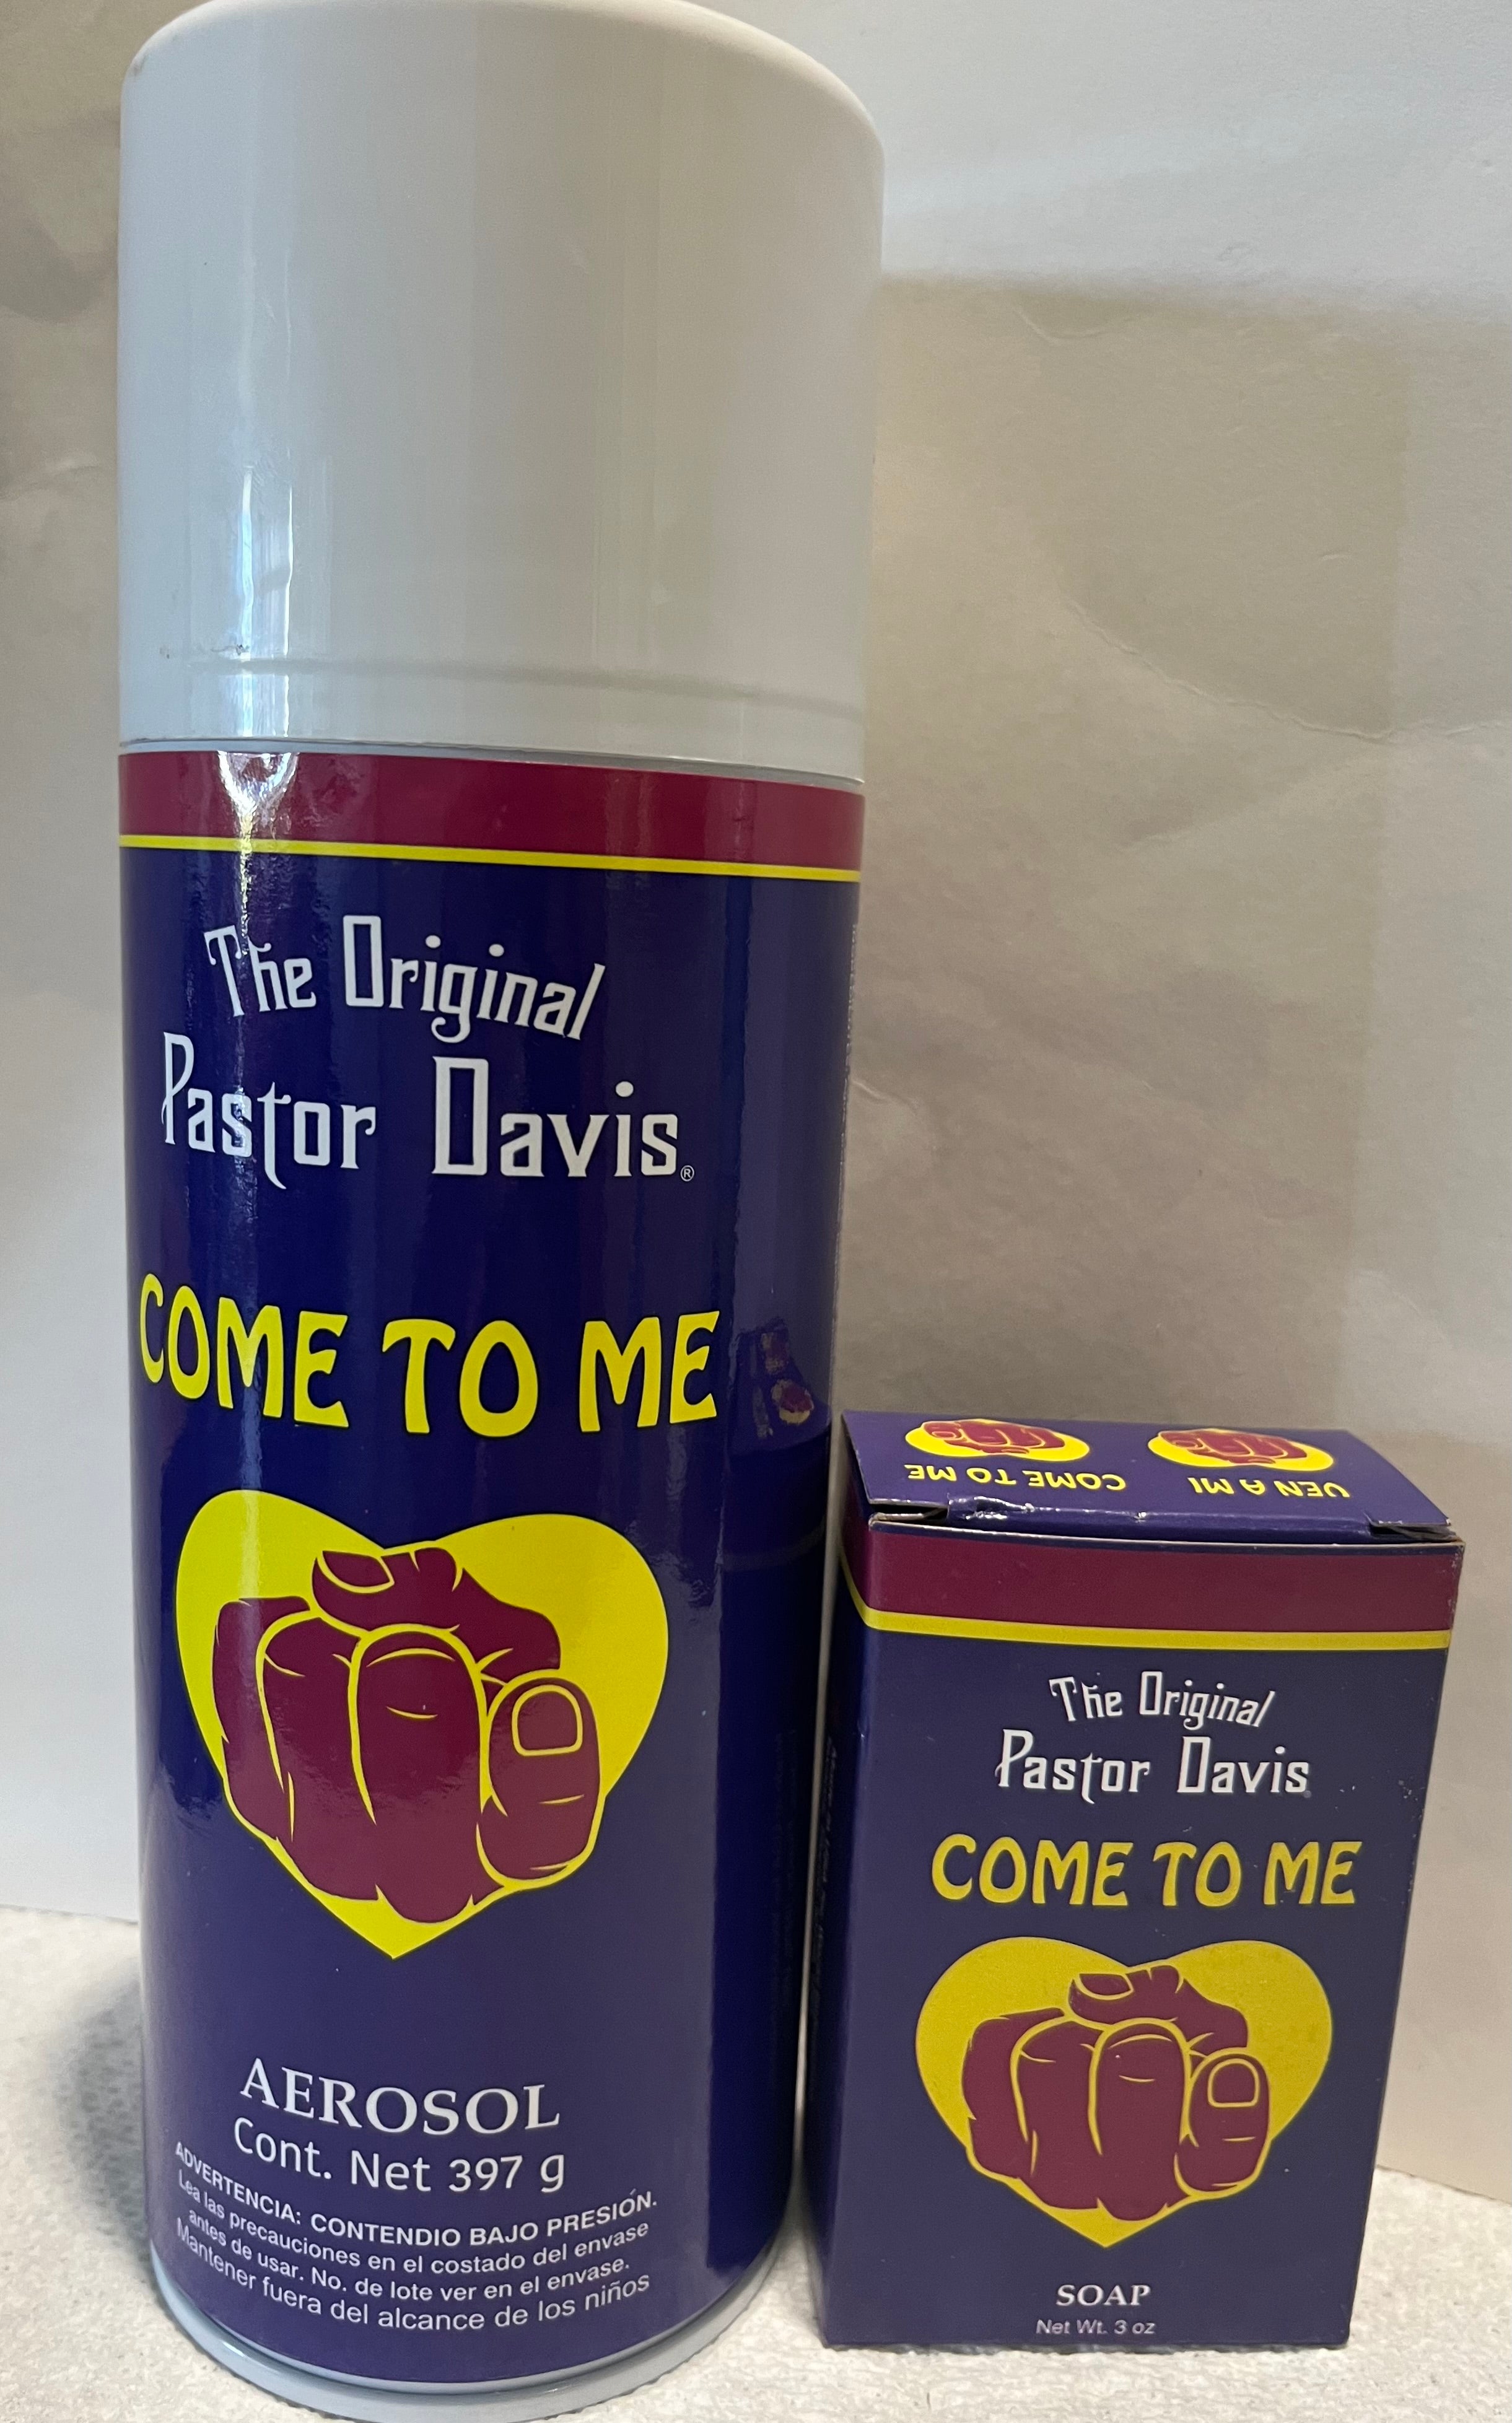 The Original
Pastor Davis®
COME TO ME
AEROSOL
Cont. Net 397 g
ADVERTENCIA: CONTENDIO BAJO PRESIÓN.
Lea las precauciones en el costado del envase
antes de usar. No. de lote ver en el envase.
Mantener fuera del alcance de los niños
COME TO ME
VEN A MI
The Original
Pastor Davis
COME TO ME
SOAP
Net Wt. 3 oz